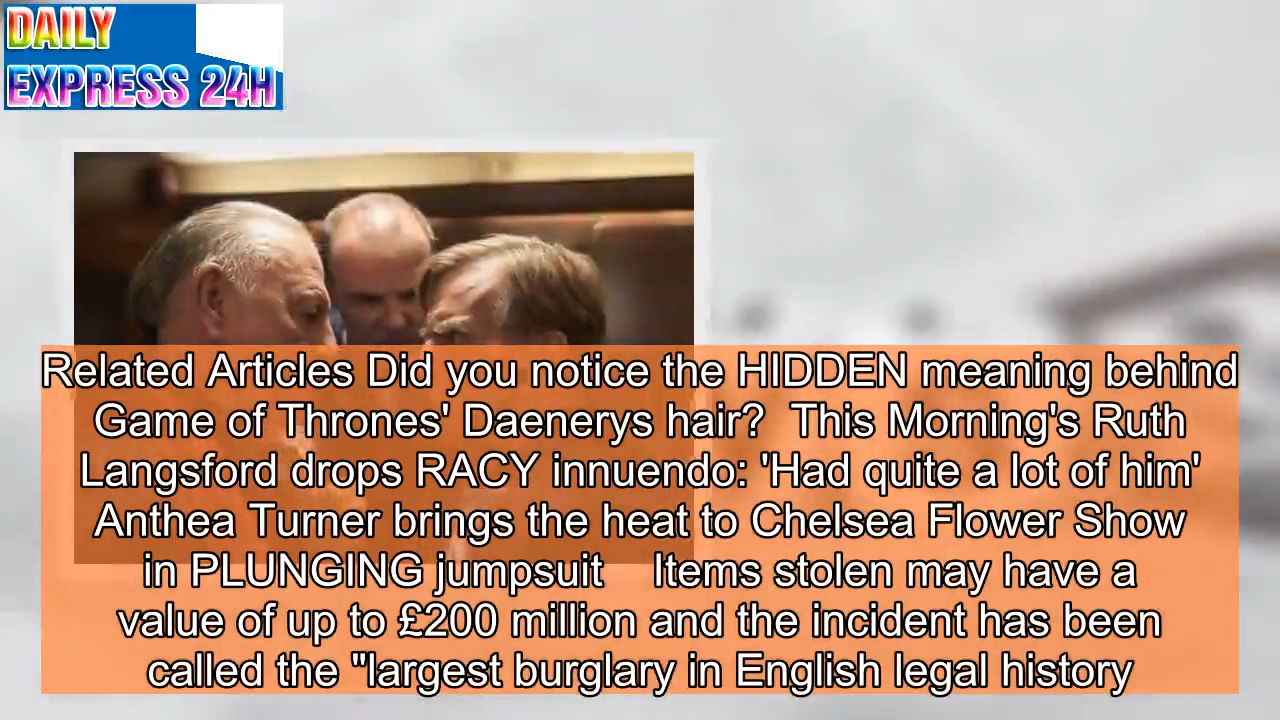 DAILY
EXPRESS 24H
Related Articles Did you notice the HIDDEN meaning behind
Game of Thrones' Daenerys hair?  This Morning's Ruth
Langsford drops RACY innuendo: 'Had quite a lot of him'
Anthea Turner brings the heat to Chelsea Flower Show
in PLUNGING jumpsuit    Items stolen may have a
value of up to £200 million and the incident has been
called the "largest burglary in English legal history